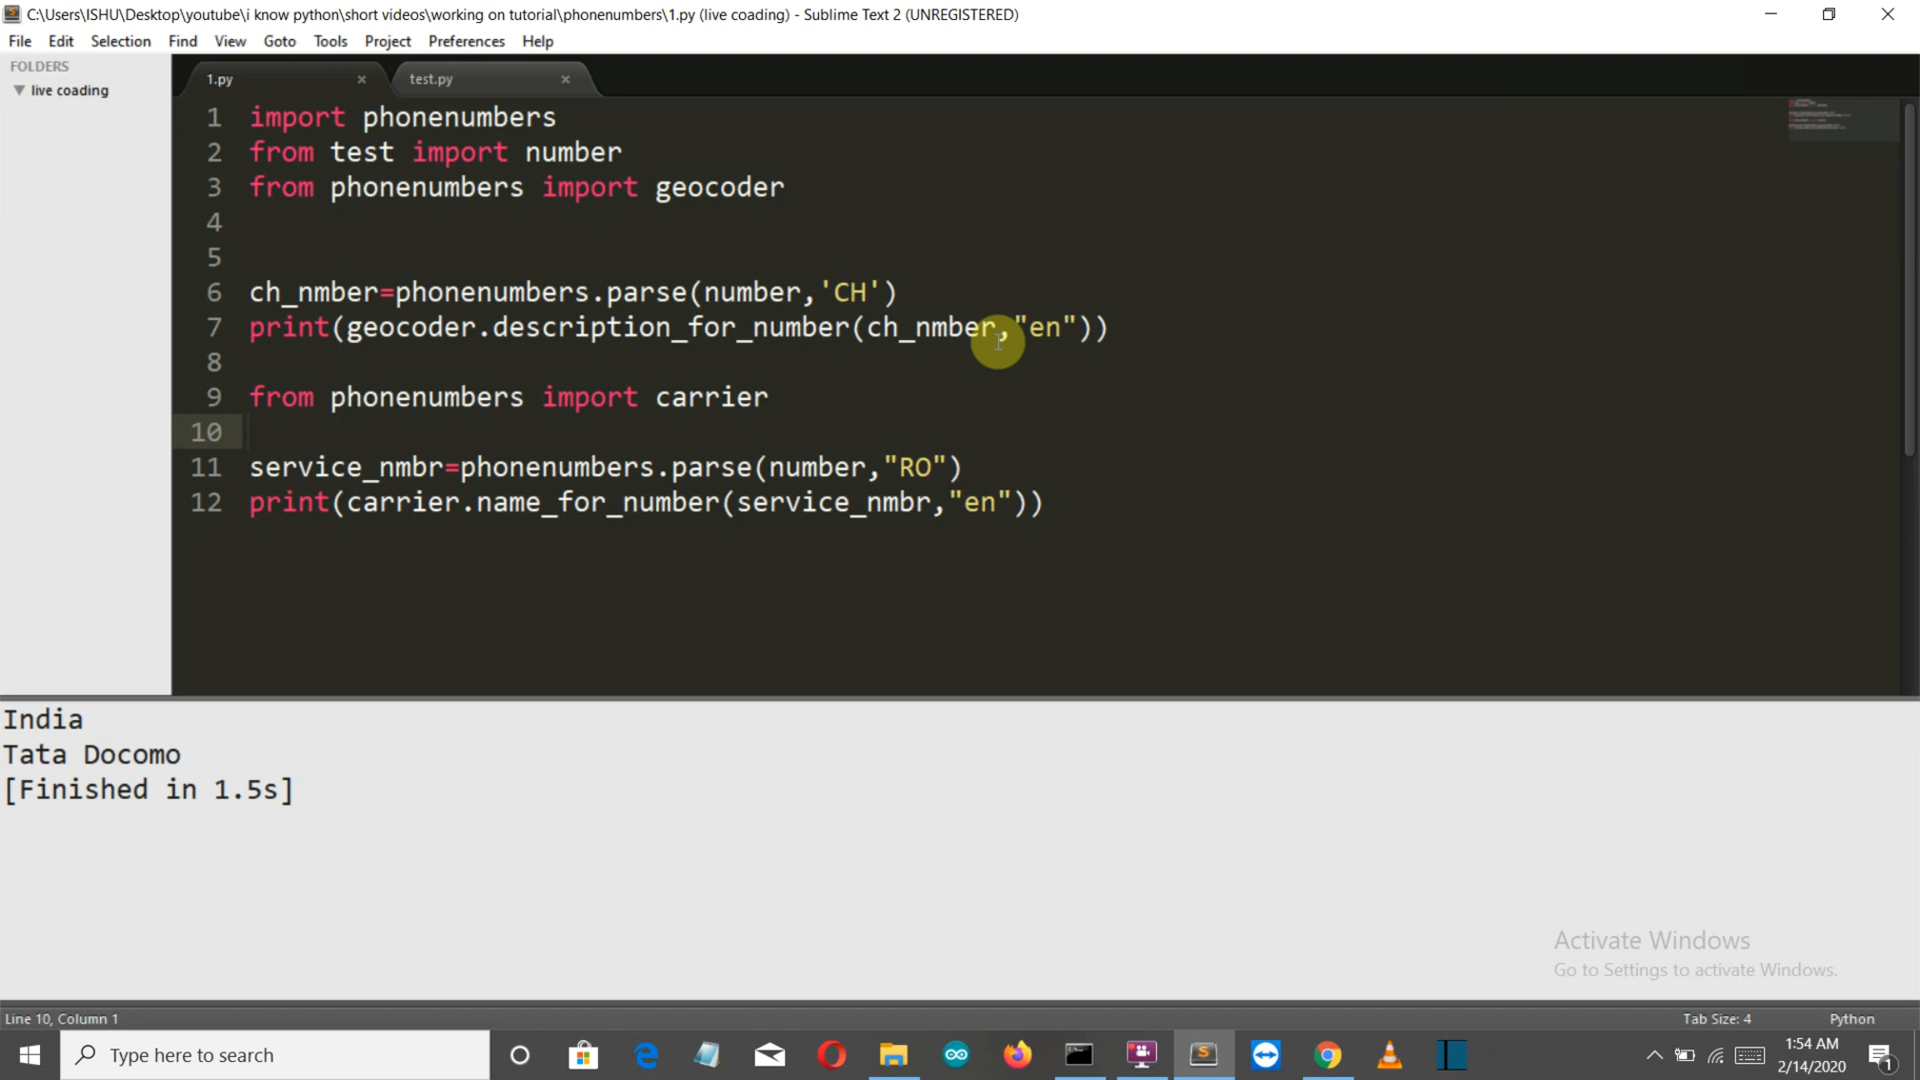 C:\Users\ISHU\Desktop\youtube\i know python\short videos\working on tutorial\phonenumbers\1.py (live coading) - Sublime Text 2 (UNREGISTERED)
File Edit Selection Find View Goto Tools Project Preferences Help
FOLDERS
live coading
1.py
test.py
1 import phonenumbers
2 from test import number
3 from phonenumbers import geocoder
4
5
6 ch_nmber=phonenumbers.parse(number,'CH')
7 print(geocoder.description_for_number(ch_nmber,"en"))
8
9 from phonenumbers import carrier
10
11 service_nmbr=phonenumbers.parse(number,"RO")
12 print(carrier.name_for_number(service_nmbr,"en"))
India
Tata Docomo
[Finished in 1.5s]
Activate Windows
Go to Settings to activate Windows.
Line 10, Column 1
Tab Size: 4
Python
Type here to search
1:54 AM
2/14/2020
1